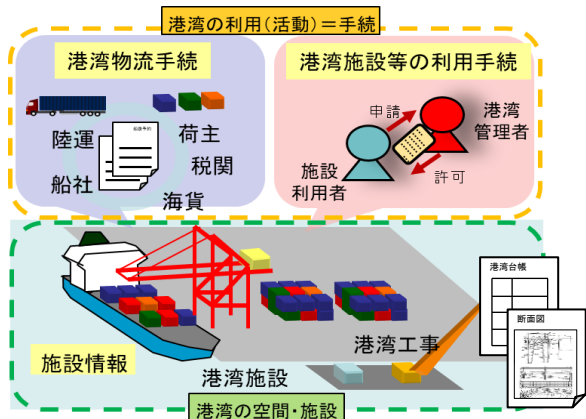 港湾の利用(活動)＝手続
港湾物流手続
陸運
荷主
税関
船社
海貨
港湾施設等の利用手続
申請
港湾
管理者
施設
利用者
許可
港湾台帳
断面図
施設情報
港湾工事
港湾施設
港湾の空間・施設